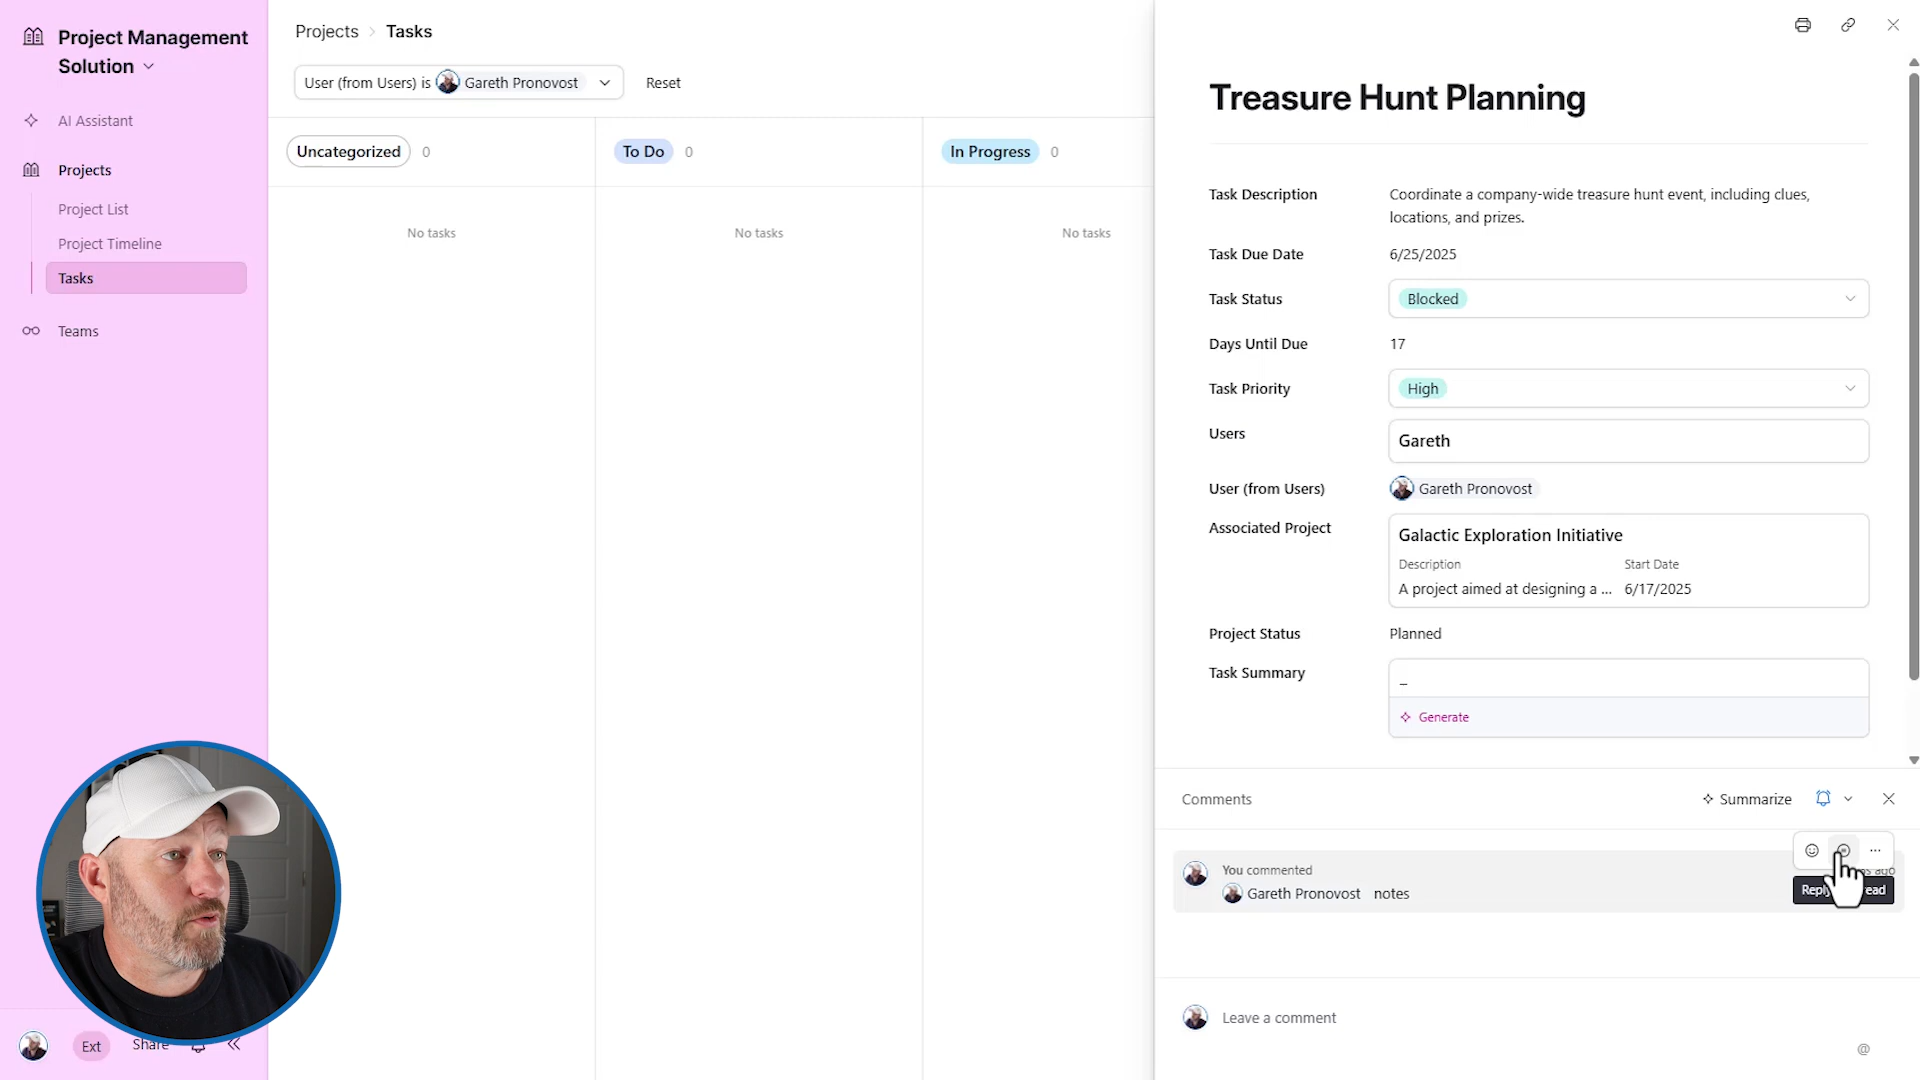 Project Management
Solution
AI Assistant
Projects
Project List
Project Timeline
Tasks
Teams
Ext
Share
Projects > Tasks
User (from Users) is Gareth Pronovost
Reset
Uncategorized 0
To Do 0
In Progress 0
No tasks
No tasks
No tasks
Treasure Hunt Planning
Task Description
Coordinate a company-wide treasure hunt event, including clues,
locations, and prizes.
Task Due Date
6/25/2025
Task Status
Blocked
Days Until Due
17
Task Priority
High
Users
Gareth
User (from Users)
Gareth Pronovost
Associated Project
Galactic Exploration Initiative
Description Start Date
A project aimed at designing a ... 6/17/2025
Project Status
Planned
Task Summary
–
Generate
Comments
Summarize
You commented
ago
Gareth Pronovost notes
Leave a comment
@